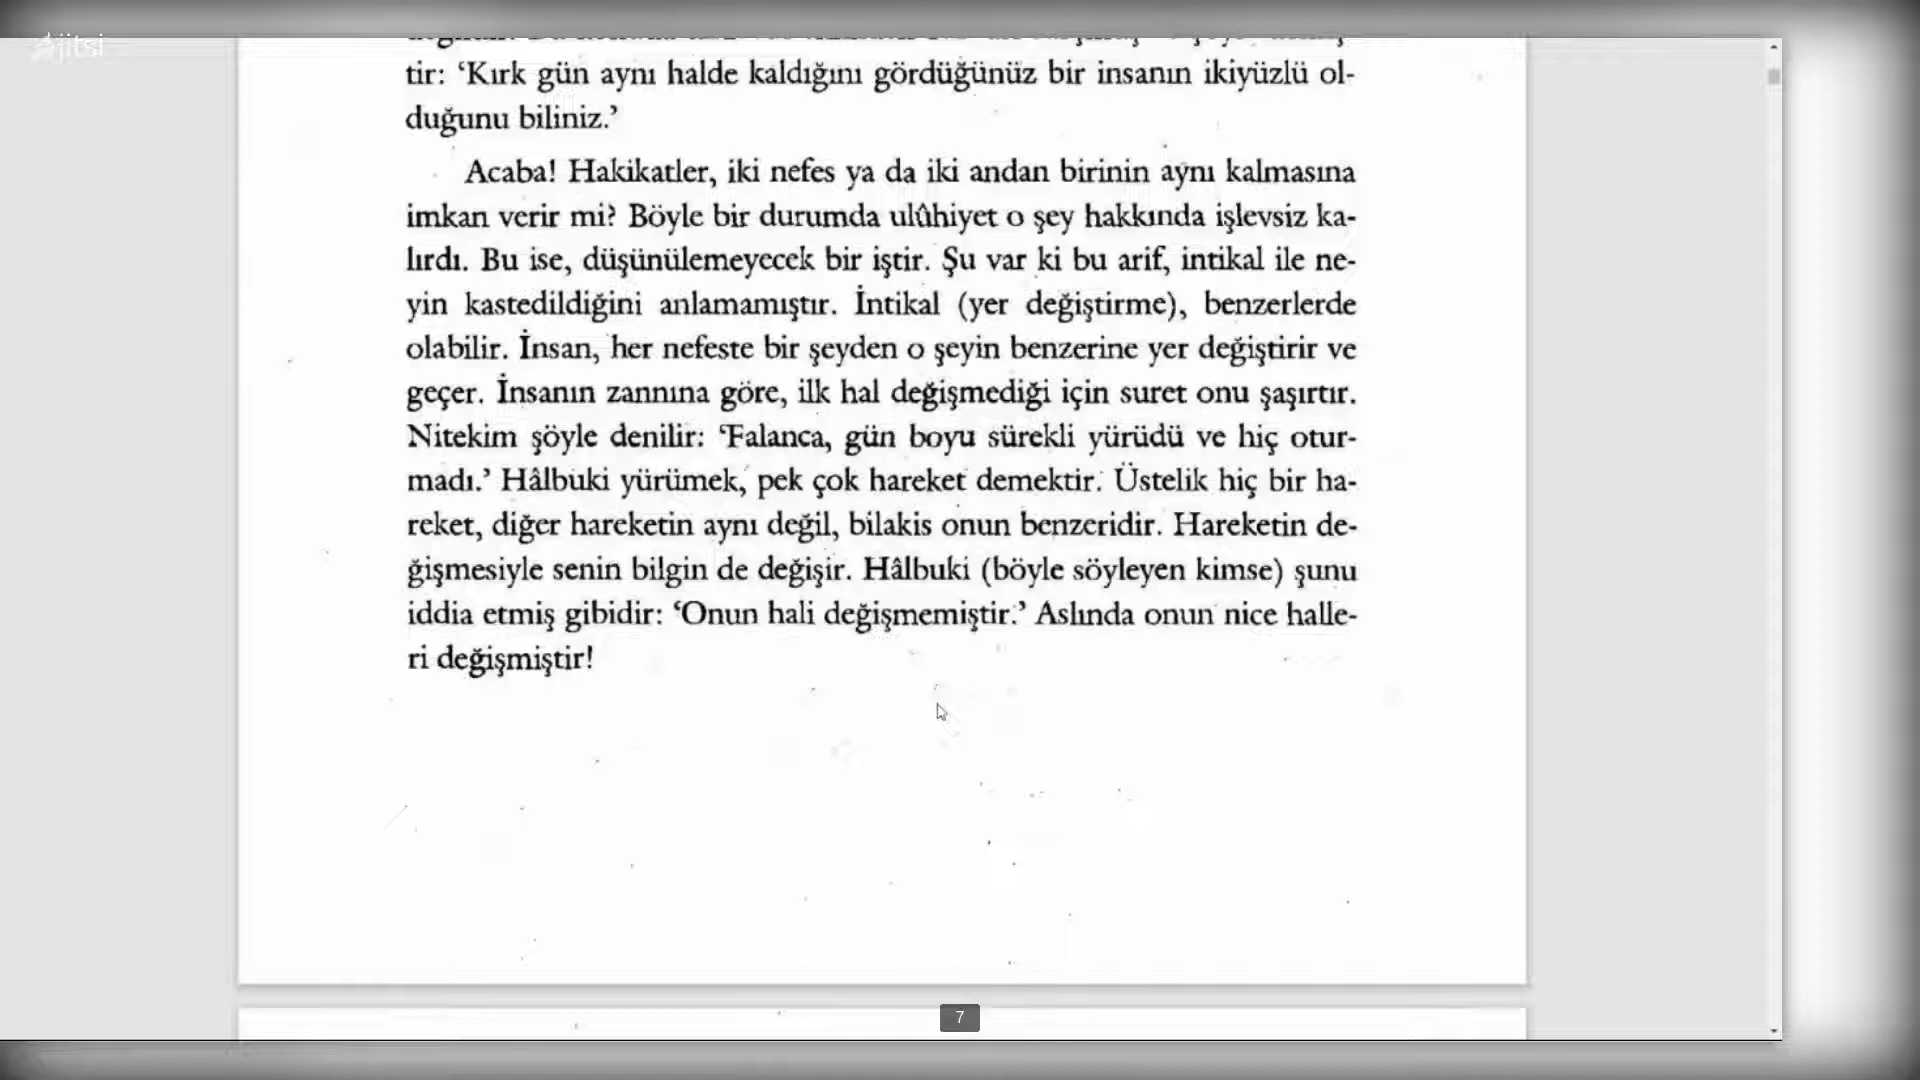 jitsi
tir: ‘Kırk gün aynı halde kaldığını gördüğünüz bir insanın ikiyüzlü ol-
duğunu biliniz.’
Acaba! Hakikatler, iki nefes ya da iki andan birinin aynı kalmasına
imkan verir mi? Böyle bir durumda ulûhiyet o şey hakkında işlevsiz ka-
lırdı. Bu ise, düşünülemeyecek bir iştir. Şu var ki bu arif, intikal ile ne-
yin kastedildiğini anlamamıştır. İntikal (yer değiştirme), benzerlerde
olabilir. İnsan, her nefeste bir şeyden o şeyin benzerine yer değiştirir ve
geçer. İnsanın zannına göre, ilk hal değişmediği için suret onu şaşırtır.
Nitekim şöyle denilir: ‘Falanca, gün boyu sürekli yürüdü ve hiç otur-
madı.’ Hâlbuki yürümek, pek çok hareket demektir. Üstelik hiç bir ha-
reket, diğer hareketin aynı değil, bilakis onun benzeridir. Hareketin de-
ğişmesiyle senin bilgin de değişir. Hâlbuki (böyle söyleyen kimse) şunu
iddia etmiş gibidir: ‘Onun hali değişmemiştir.’ Aslında onun nice halle-
ri değişmiştir!
7